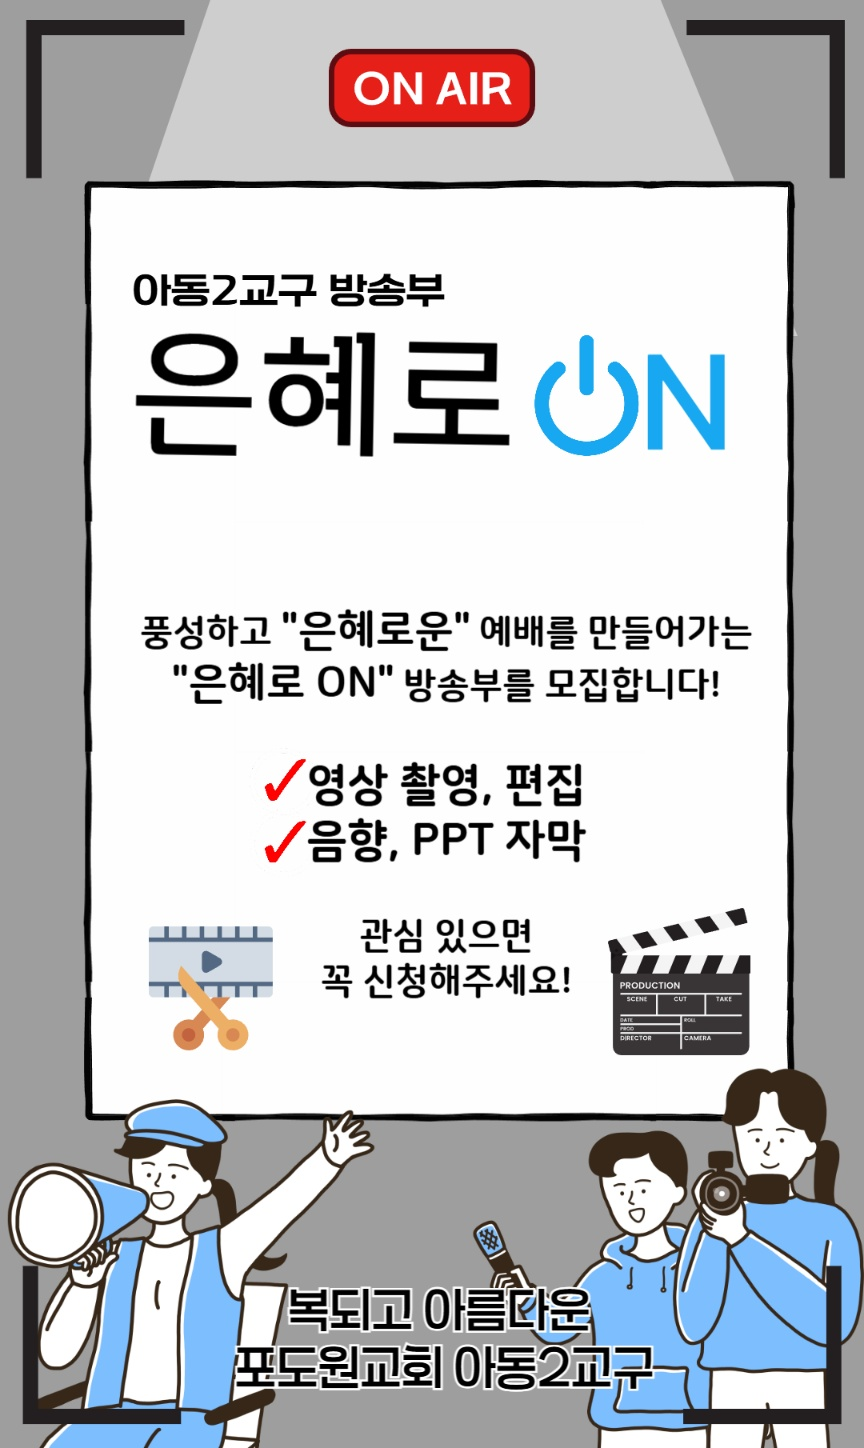 ON AIR
아동2교구 방송부
은혜로 ON
풍성하고 "은혜로운" 예배를 만들어가는
"은혜로 ON" 방송부를 모집합니다!
✓영상 촬영, 편집
✓음향, PPT 자막
관심 있으면
꼭 신청해주세요!
PRODUCTION
SCENE CUT TAKE
DATE ROLL
PROD
DIRECTOR CAMERA
복되고 아름다운
포도원교회 아동2교구